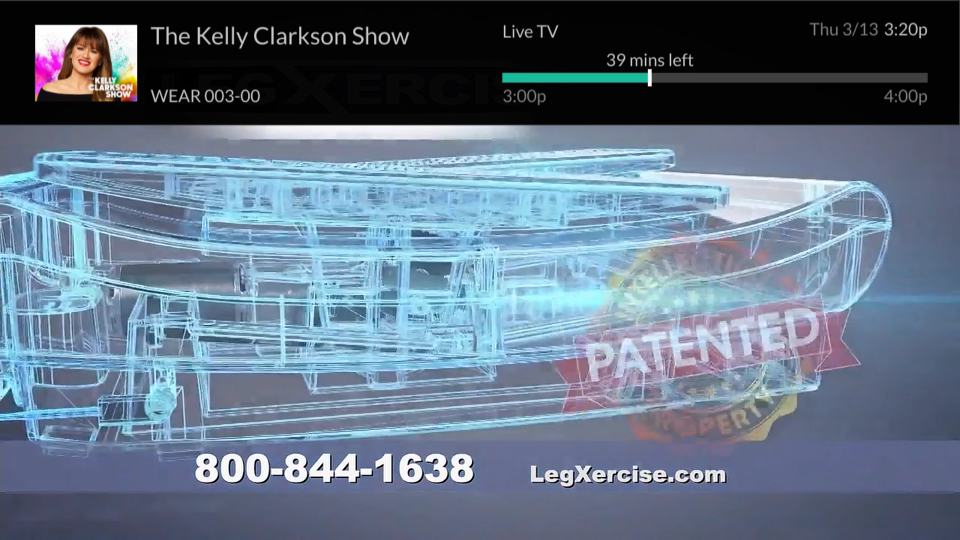 The Kelly Clarkson Show
WEAR 003-00
KELLY
CLARKSON
SHOW
Live TV
39 mins left
3:00p
4:00p
Thu 3/13 3:20p
LEGXERCISE
PATENTED
PROPERTY
800-844-1638
LegXercise.com